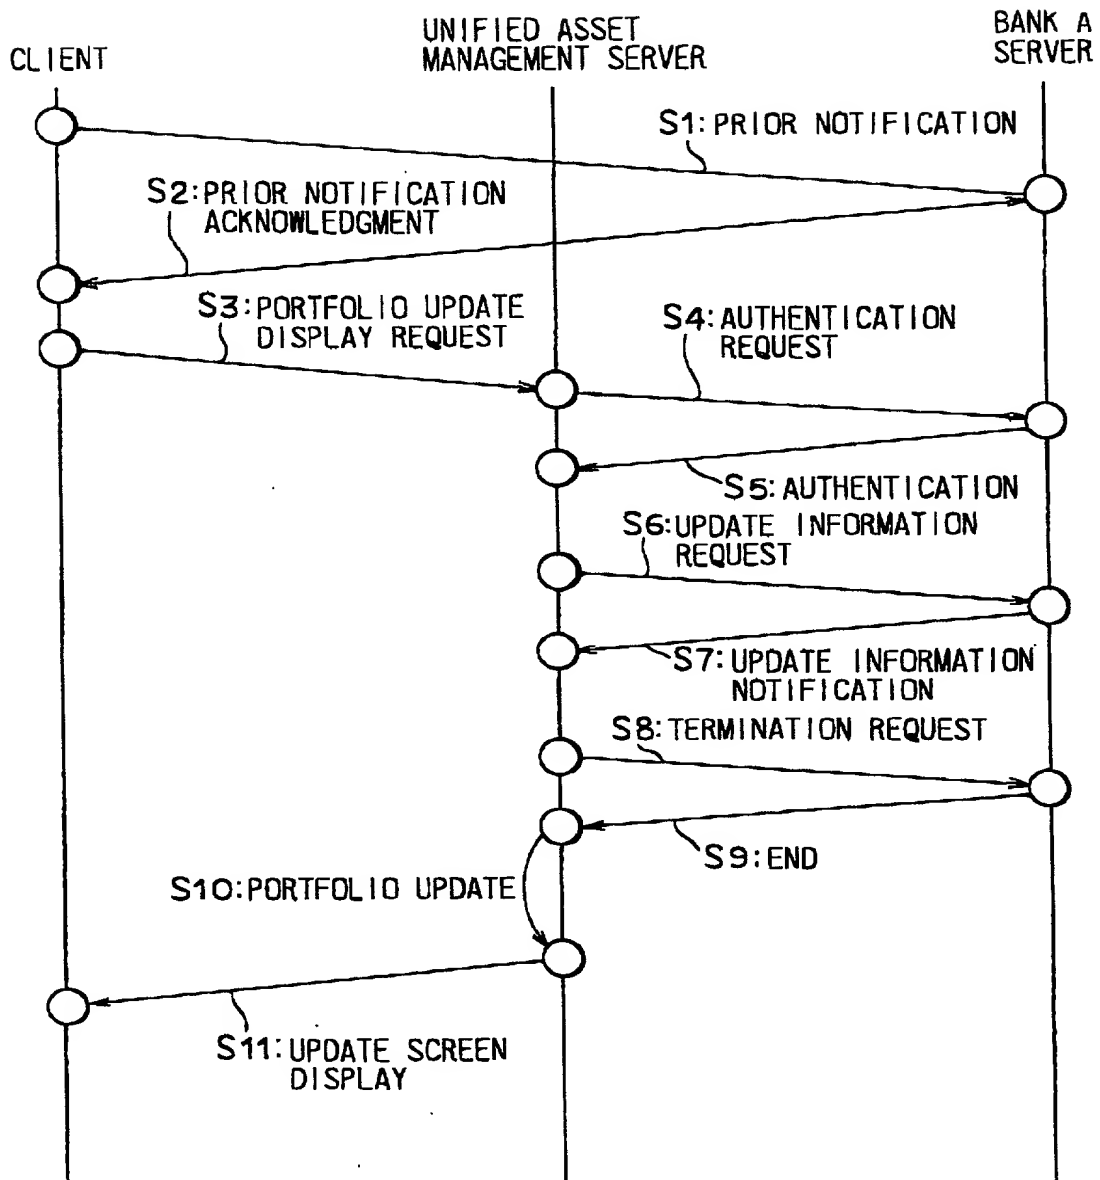 CLIENT
UNIFIED ASSET
MANAGEMENT SERVER
BANK A
SERVER
S1: PRIOR NOTIFICATION
S2: PRIOR NOTIFICATION
ACKNOWLEDGMENT
S3: PORTFOLIO UPDATE
DISPLAY REQUEST
S4: AUTHENTICATION
REQUEST
S5: AUTHENTICATION
S6: UPDATE INFORMATION
REQUEST
S7: UPDATE INFORMATION
NOTIFICATION
S8: TERMINATION REQUEST
S9: END
S10: PORTFOLIO UPDATE
S11: UPDATE SCREEN
DISPLAY